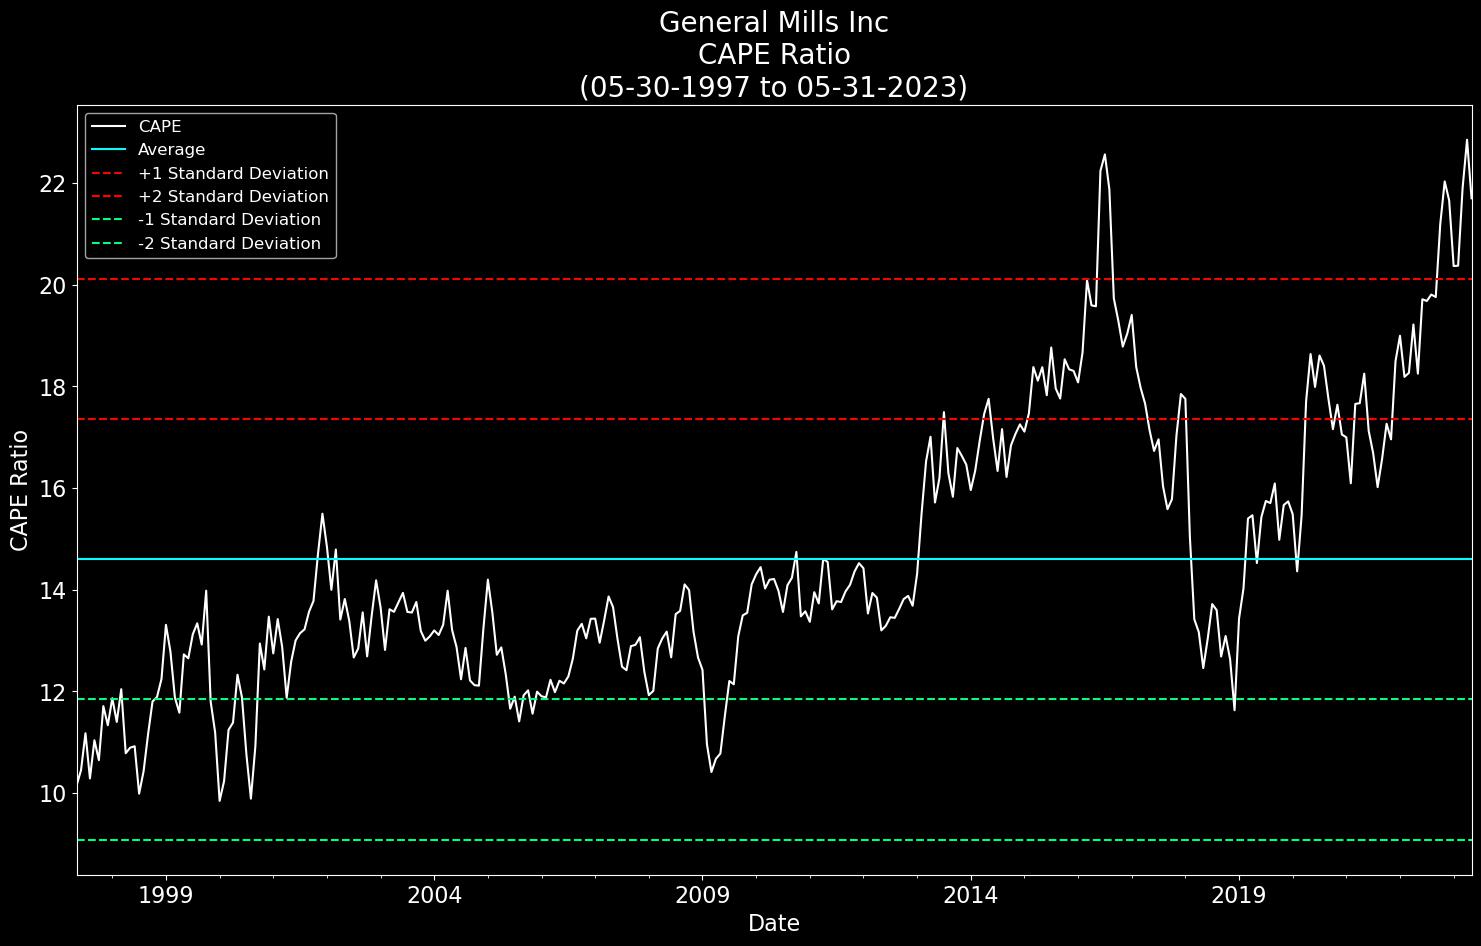 General Mills Inc
CAPE Ratio
(05-30-1997 to 05-31-2023)
CAPE
Average
+1 Standard Deviation
+2 Standard Deviation
-1 Standard Deviation
-2 Standard Deviation
22
20
18
16
14
12
10
CAPE Ratio
1999 2004 2009 2014 2019
Date